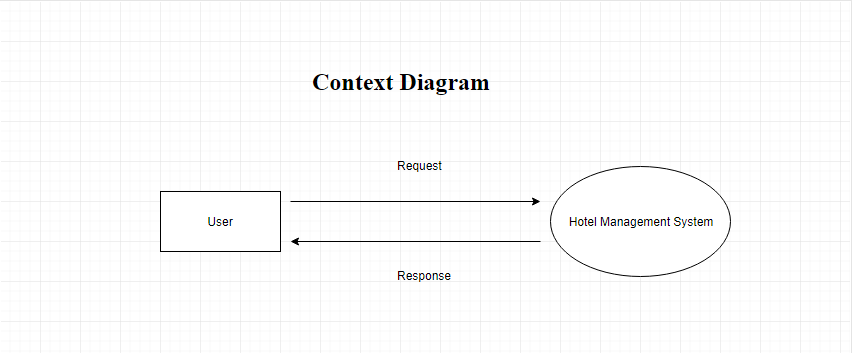 Context Diagram
Request
User
Hotel Management System
Response